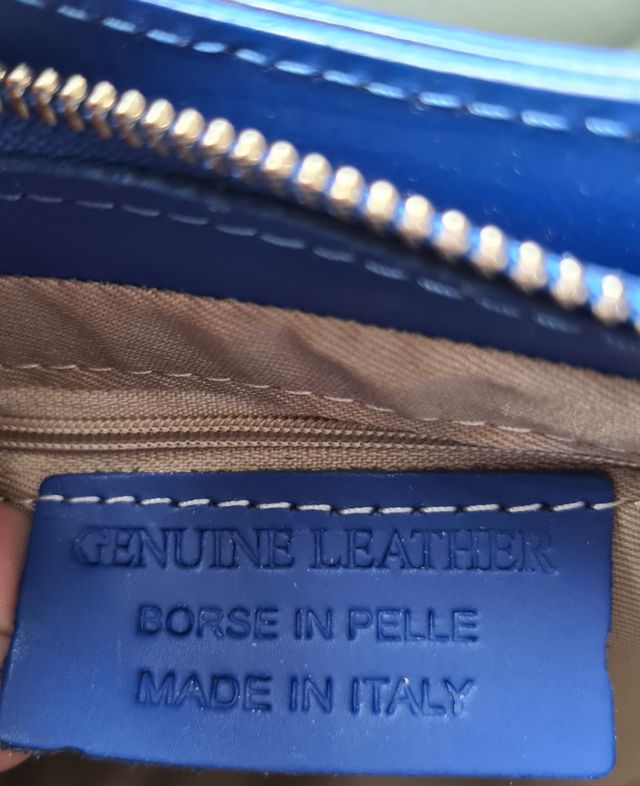 GENUINE LEATHER
BORSE IN PELLE
MADE IN ITALY